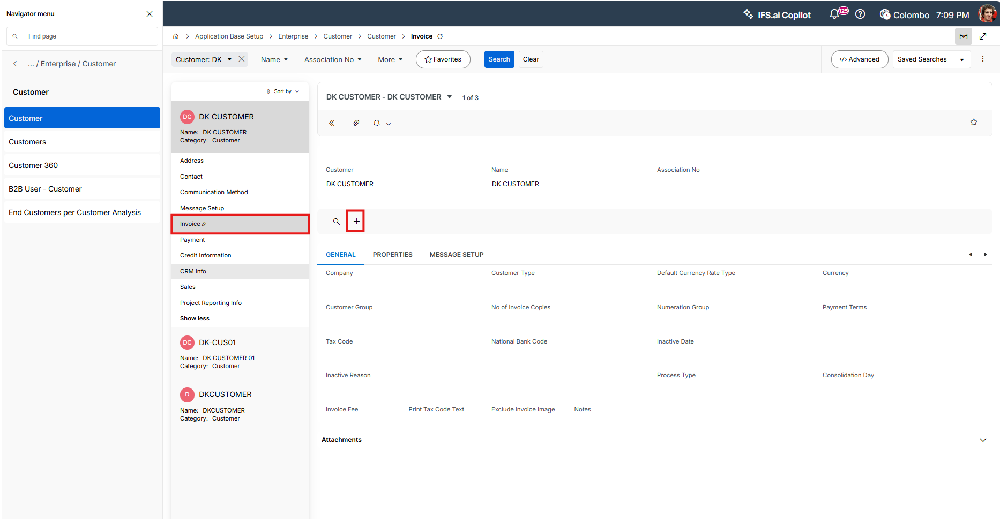 Navigator menu
IFS.ai Copilot
125
Colombo 7:09 PM
Find page
Application Base Setup > Enterprise > Customer > Customer > Invoice
... / Enterprise / Customer
Customer: DK
Name
Association No
More
Favorites
Search
Clear
</> Advanced
Saved Searches
Customer
Customer
Customers
Customer 360
B2B User - Customer
End Customers per Customer Analysis
Sort by
DC DK CUSTOMER
Name: DK CUSTOMER
Category: Customer
Address
Contact
Communication Method
Message Setup
Invoice
Payment
Credit Information
CRM Info
Sales
Project Reporting Info
Show less
DC DK-CUS01
Name: DK CUSTOMER 01
Category: Customer
D DKCUSTOMER
Name: DKCUSTOMER
Category: Customer
DK CUSTOMER - DK CUSTOMER 1 of 3
Customer Name Association No
DK CUSTOMER DK CUSTOMER
GENERAL PROPERTIES MESSAGE SETUP
Company Customer Type Default Currency Rate Type Currency
Customer Group No of Invoice Copies Numeration Group Payment Terms
Tax Code National Bank Code Inactive Date
Inactive Reason Process Type Consolidation Day
Invoice Fee Print Tax Code Text Exclude Invoice Image Notes
Attachments